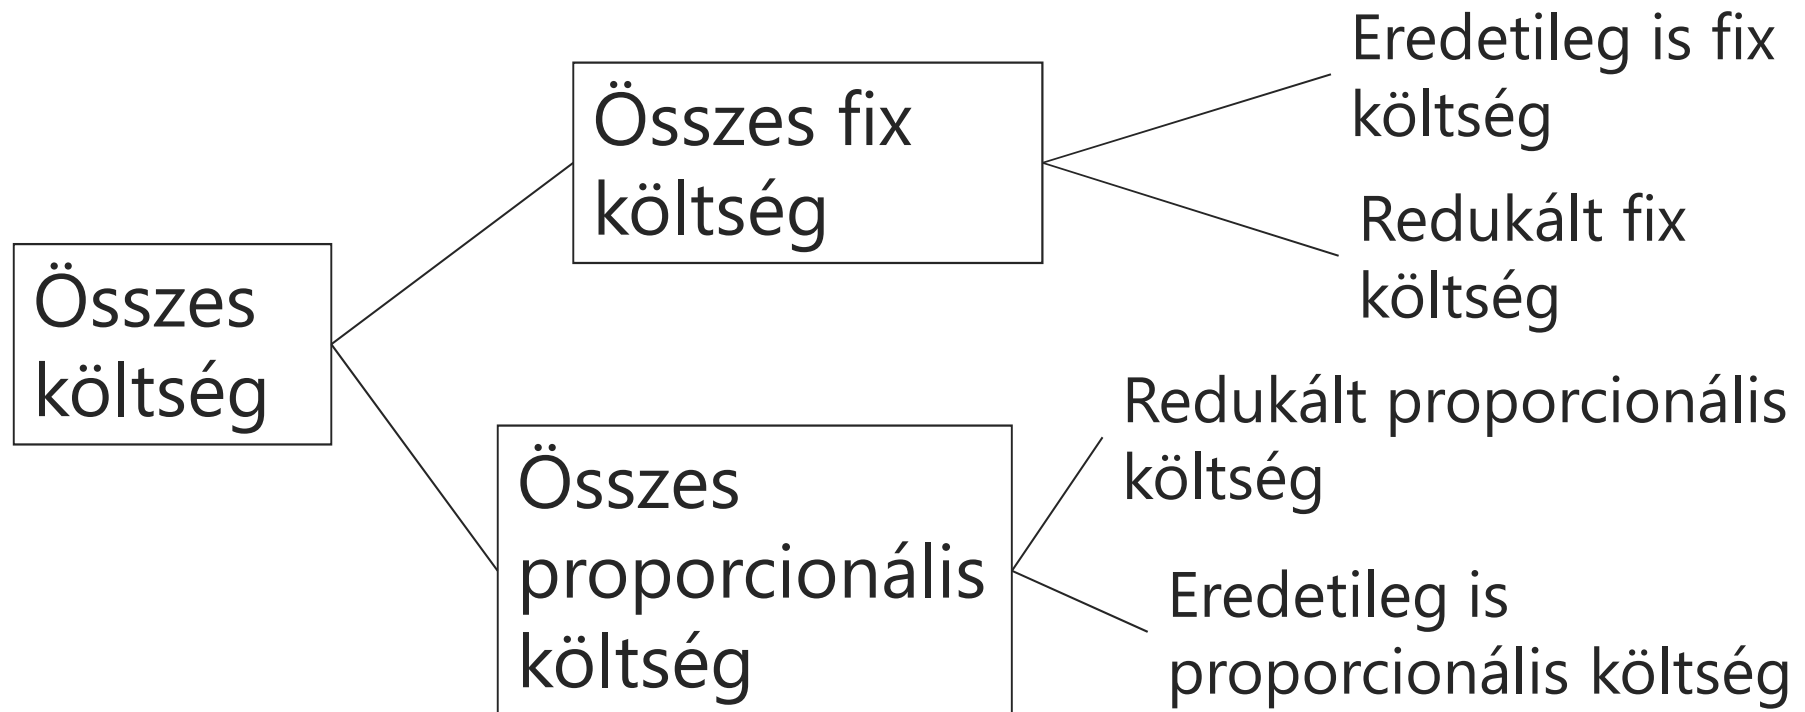 Összes
költség
Összes fix
költség
Eredetileg is fix
költség
Redukált fix
költség
Összes
proporcionális
költség
Redukált proporcionális
költség
Eredetileg is
proporcionális költség